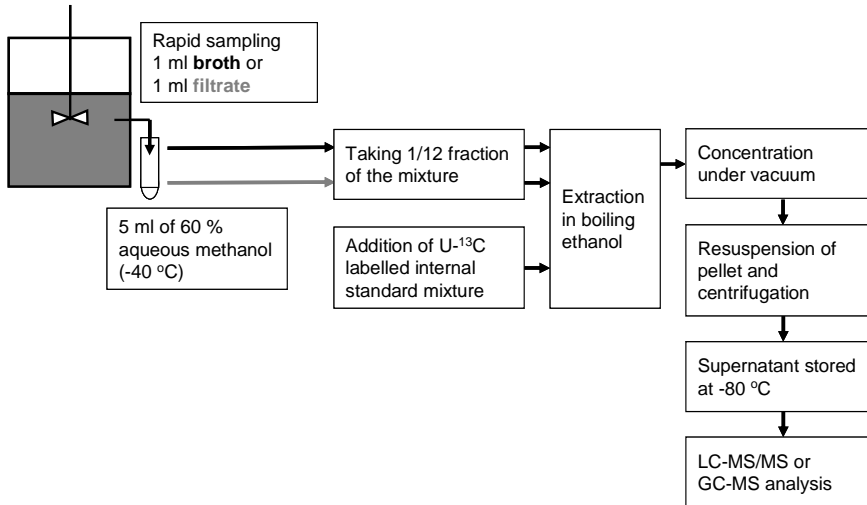 Rapid sampling
1 ml broth or
1 ml filtrate
5 ml of 60 %
aqueous methanol
(-40 ºC)
Taking 1/12 fraction
of the mixture
Addition of U-¹³C
labelled internal
standard mixture
Extraction
in boiling
ethanol
Concentration
under vacuum
Resuspension of
pellet and
centrifugation
Supernatant stored
at -80 ºC
LC-MS/MS or
GC-MS analysis